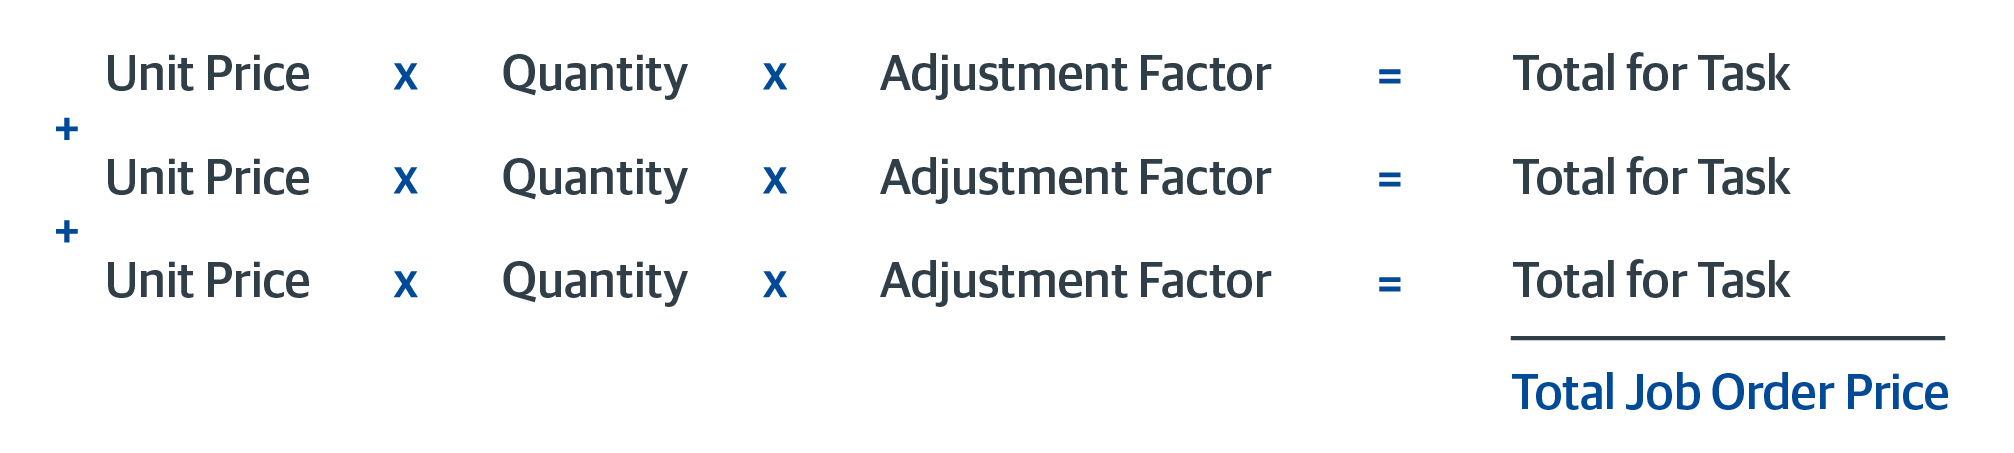 Unit Price x Quantity x Adjustment Factor = Total for Task
+
Unit Price x Quantity x Adjustment Factor = Total for Task
+
Unit Price x Quantity x Adjustment Factor = Total for Task
Total Job Order Price